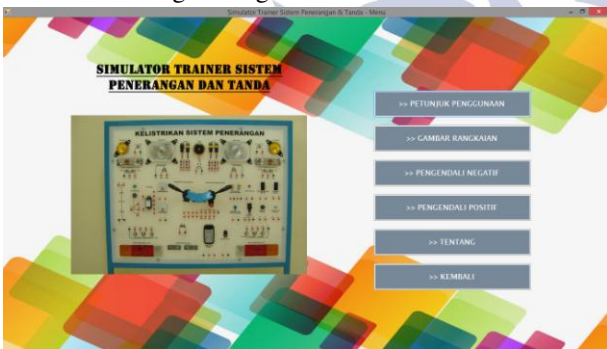 Simulator Trainer Sistem Penerangan & Tanda - Menu
SIMULATOR TRAINER SISTEM
PENERANGAN DAN TANDA
KELISTRIKAN SISTEM PENERANGAN
>> PETUNJUK PENGGUNAAN
>> GAMBAR RANGKAIAN
>> PENGENDALI NEGATIF
>> PENGENDALI POSITIF
>> TENTANG
>> KEMBALI